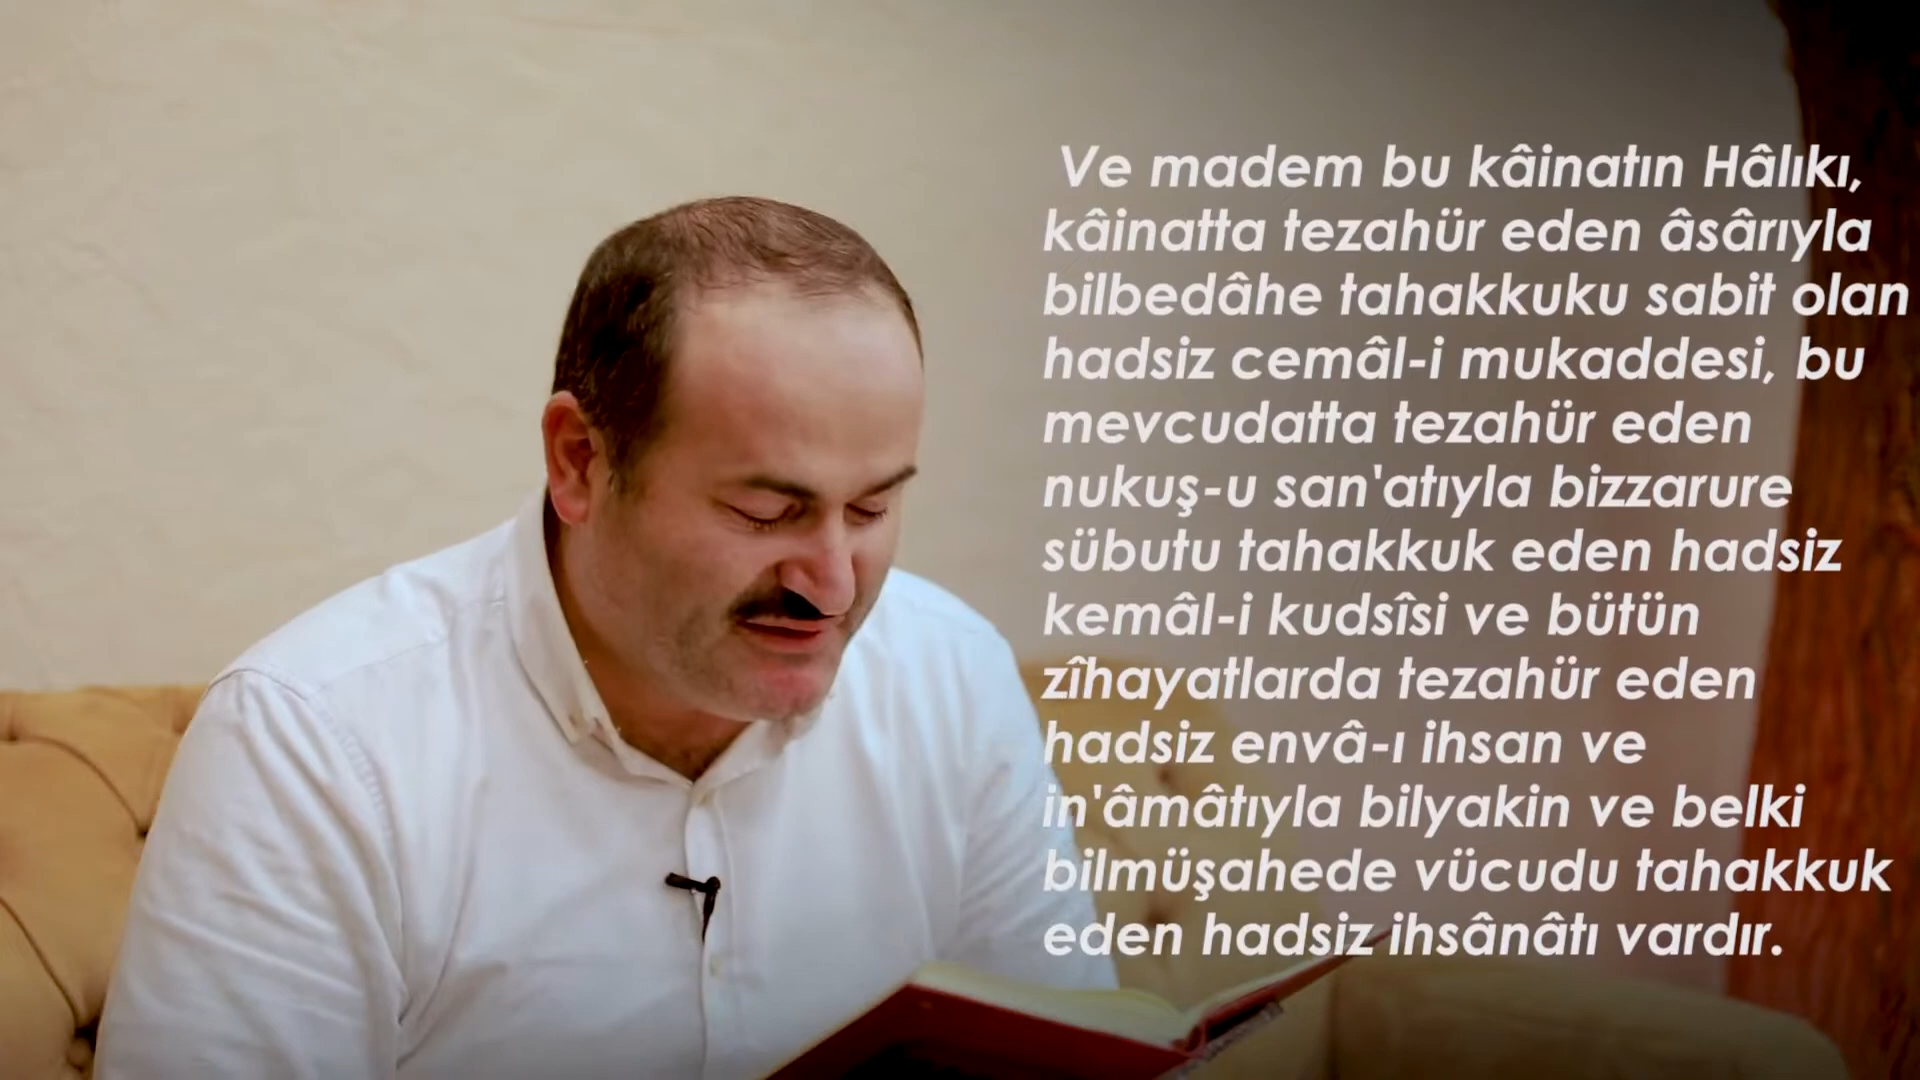 Ve madem bu kâinatın Hâlıkı,
kâinatta tezahür eden âsârıyla
bilbedâhe tahakkuku sabit olan
hadsiz cemâl-i mukaddesi, bu
mevcudatta tezahür eden
nukuş-u san'atıyla bizzarure
sübutu tahakkuk eden hadsiz
kemâl-i kudsîsi ve bütün
zîhayatlarda tezahür eden
hadsiz envâ-ı ihsan ve
in'âmâtıyla bilyakin ve belki
bilmüşahede vücudu tahakkuk
eden hadsiz ihsânâtı vardır.